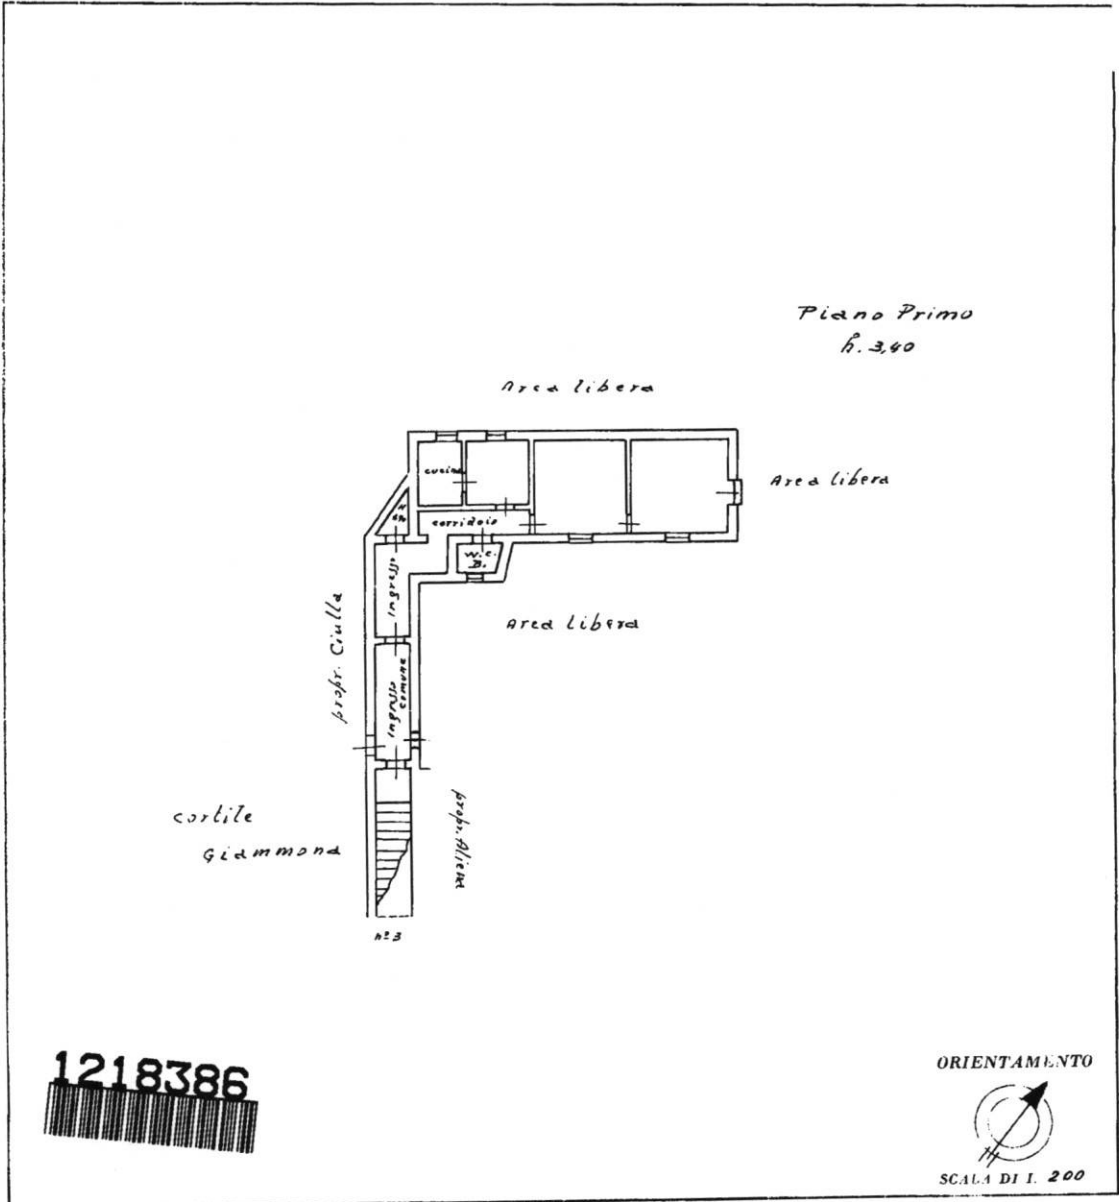 Piano Primo
h. 3,40
Area libera
Area libera
cucina
corridoio
W.C.
B.
Ingresso
Area libera
propr. Ciulla
Ingresso
comune
cortile
Giammona
propr. Aliena
n° 3
1218386
ORIENTAMENTO
SCALA DI 1. 200